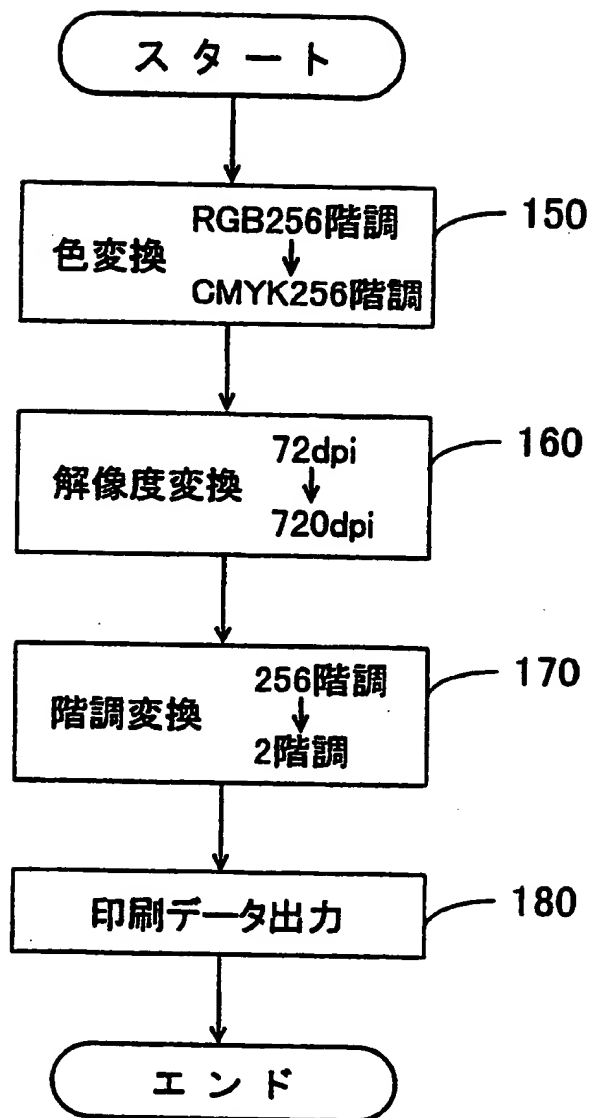 スタート
色変換
RGB256階調
↓
CMYK256階調
150
解像度変換
72dpi
↓
720dpi
160
階調変換
256階調
↓
2階調
170
印刷データ出力
180
エンド